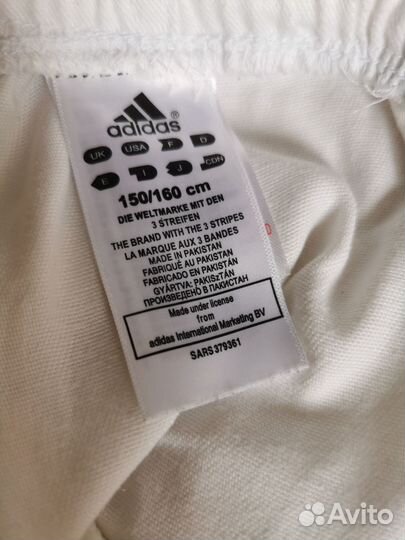 adidas®
UK USA F D
E I J CDN
150/160 cm
DIE WELTMARKE MIT DEN
3 STREIFEN
THE BRAND WITH THE 3 STRIPES
LA MARQUE AUX 3 BANDES
MADE IN PAKISTAN
FABRIQUÉ AU PAKISTAN
FABRICADO EN PAKISTÁN
GYÁRTVA: PAKISZTÁN
ПРОИЗВЕДЕНО В ПАКИСТАН
Made under license
from
adidas International Marketing BV
SARS 379361
Avito